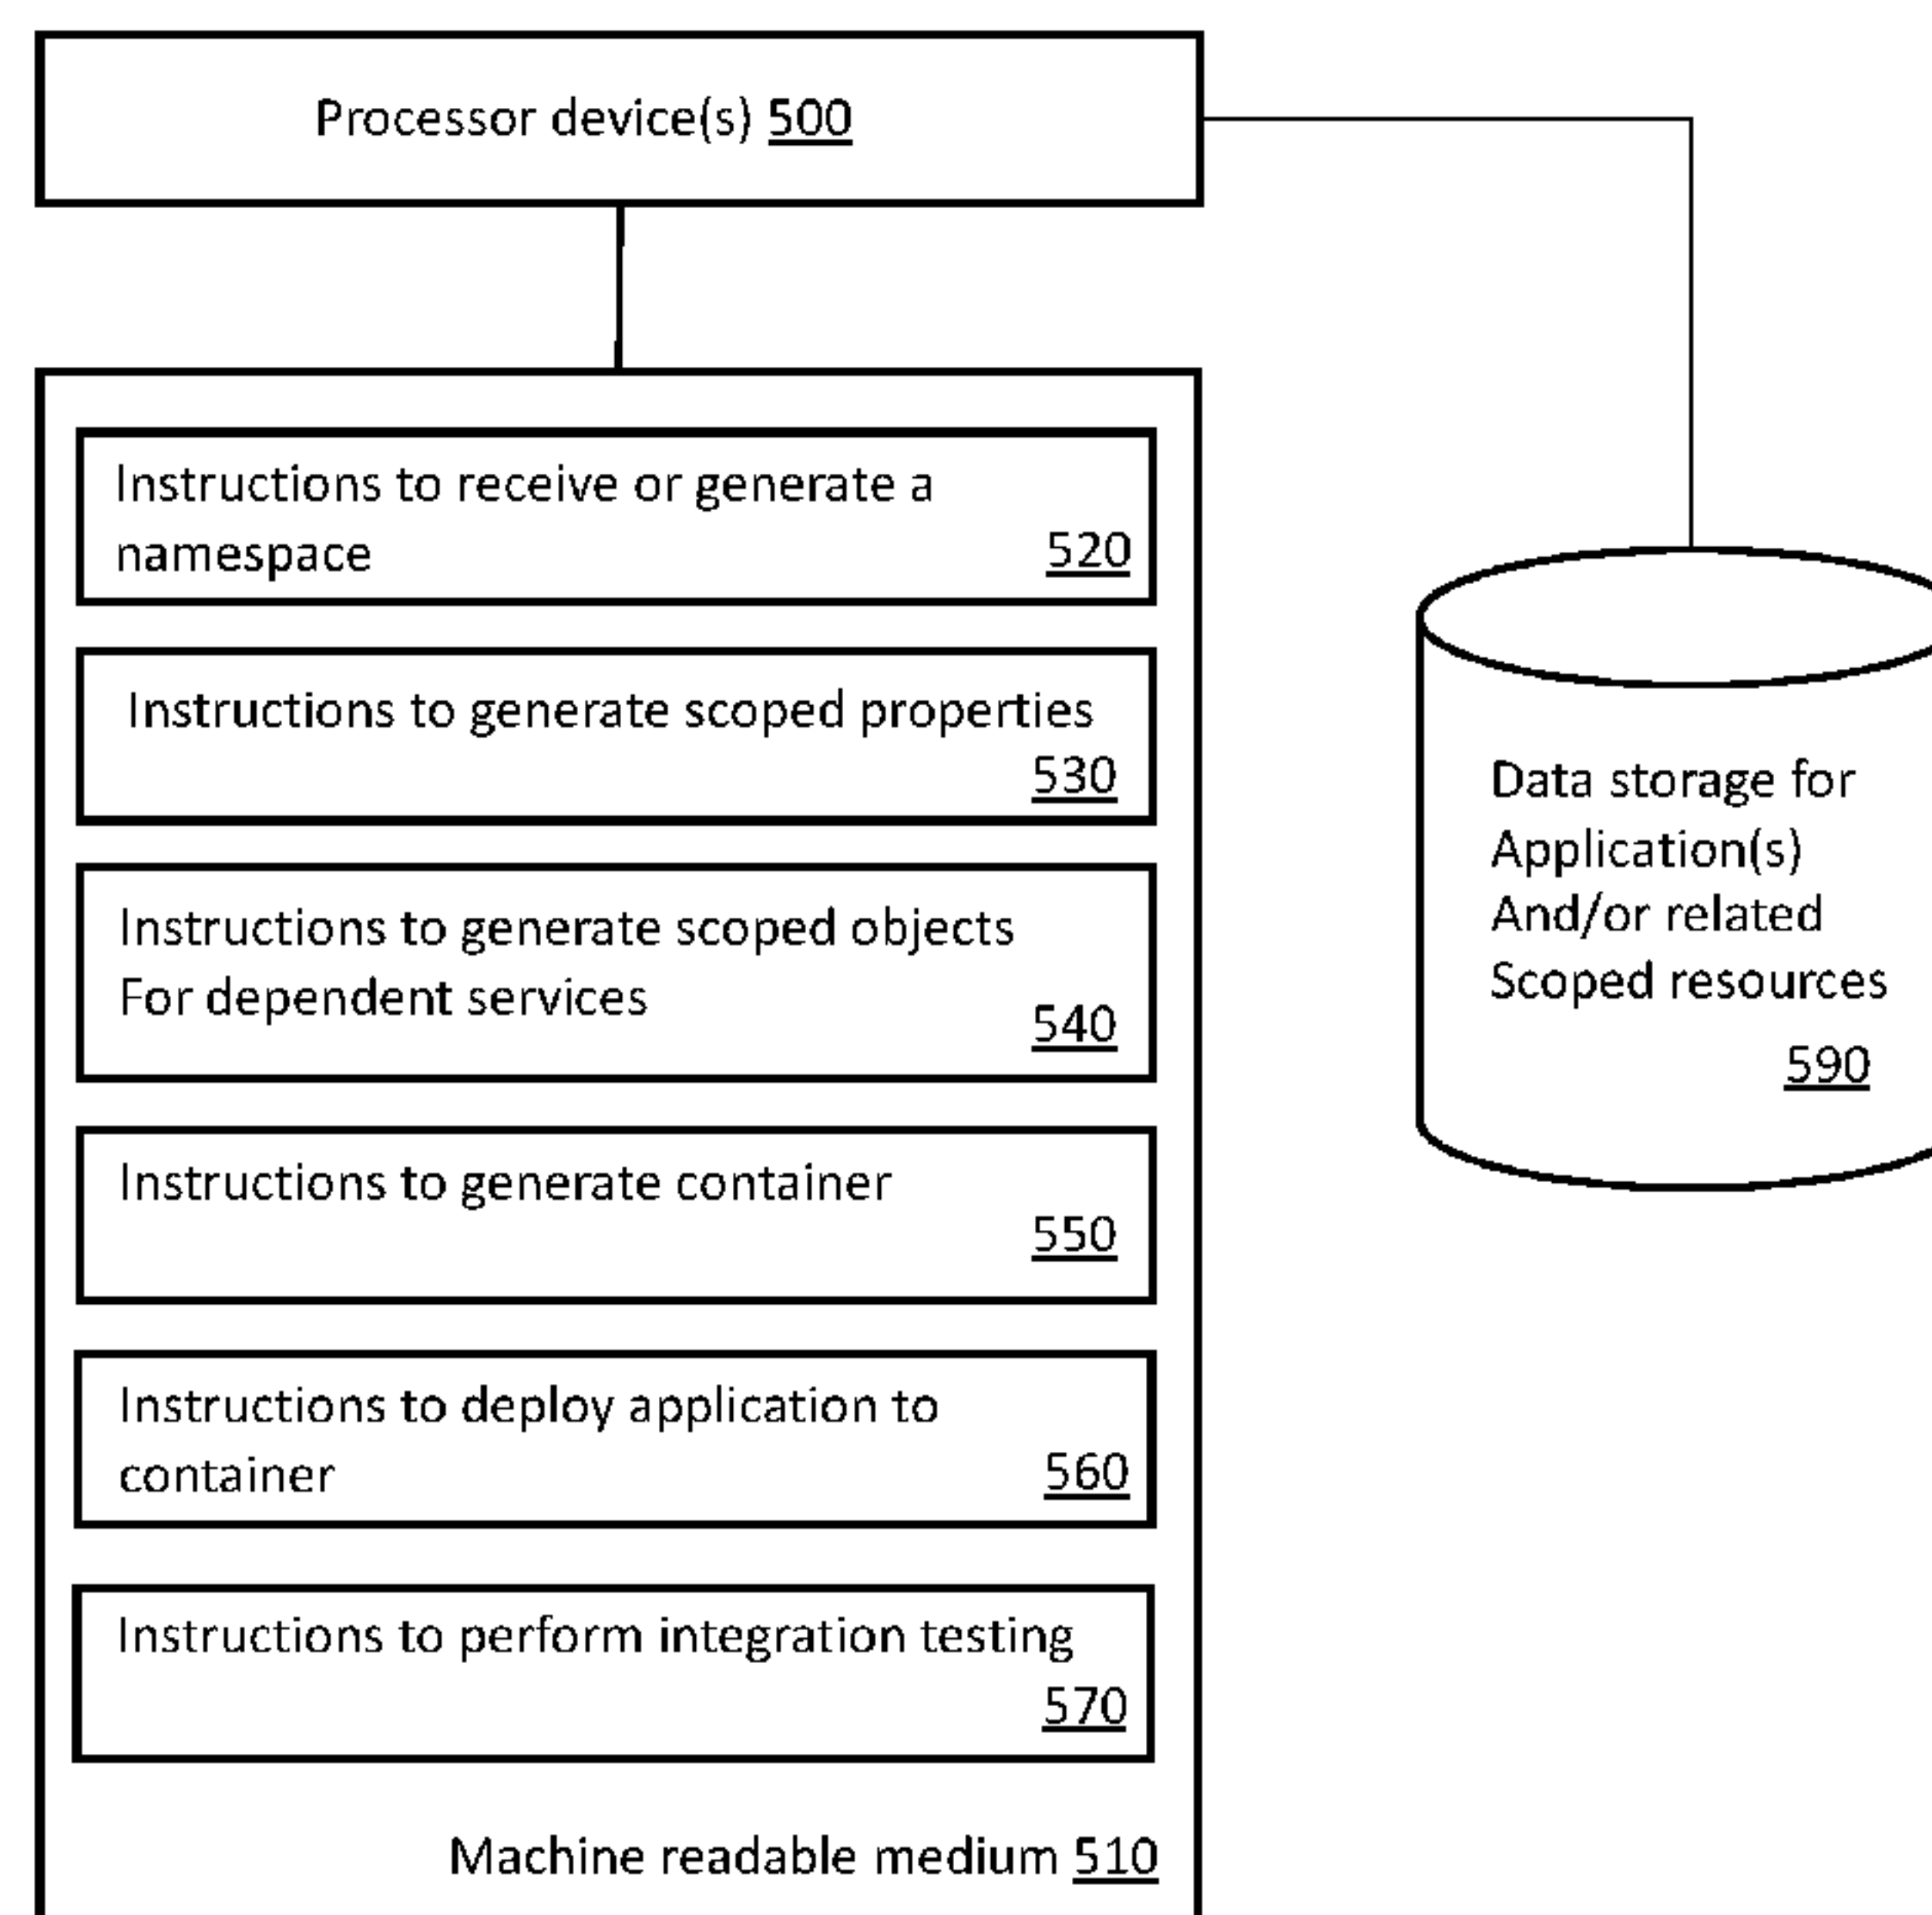 Processor device(s) 500
Instructions to receive or generate a
namespace 520
Instructions to generate scoped properties
530
Instructions to generate scoped objects
For dependent services
540
Instructions to generate container
550
Instructions to deploy application to
container 560
Instructions to perform integration testing
570
Machine readable medium 510
Data storage for
Application(s)
And/or related
Scoped resources
590